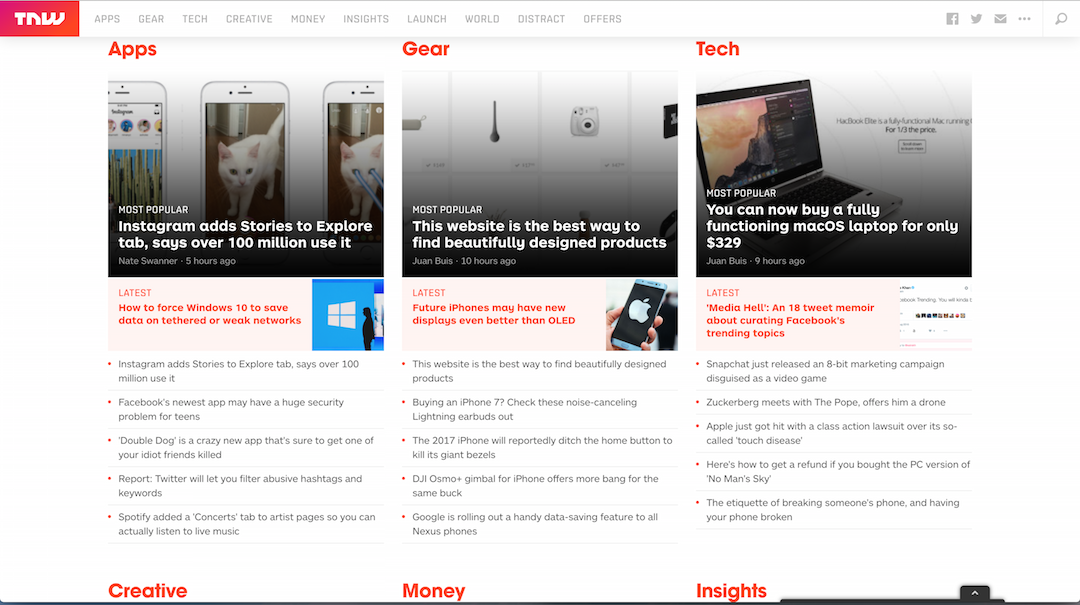 TNW
APPS GEAR TECH CREATIVE MONEY INSIGHTS LAUNCH WORLD DISTRACT OFFERS
Apps
MOST POPULAR
Instagram adds Stories to Explore
tab, says over 100 million use it
Nate Swanner · 5 hours ago
LATEST
How to force Windows 10 to save
data on tethered or weak networks
• Instagram adds Stories to Explore tab, says over 100
million use it
• Facebook's newest app may have a huge security
problem for teens
• 'Double Dog' is a crazy new app that's sure to get one of
your idiot friends killed
• Report: Twitter will let you filter abusive hashtags and
keywords
• Spotify added a 'Concerts' tab to artist pages so you can
actually listen to live music
Gear
MOST POPULAR
This website is the best way to
find beautifully designed products
Juan Buis · 10 hours ago
LATEST
Future iPhones may have new
displays even better than OLED
• This website is the best way to find beautifully designed
products
• Buying an iPhone 7? Check these noise-canceling
Lightning earbuds out
• The 2017 iPhone will reportedly ditch the home button to
kill its giant bezels
• DJI Osmo+ gimbal for iPhone offers more bang for the
same buck
• Google is rolling out a handy data-saving feature to all
Nexus phones
Tech
MacBook Elite is a fully-functional Mac running
For 1/3 the price.
MOST POPULAR
You can now buy a fully
functioning macOS laptop for only
$329
Juan Buis · 9 hours ago
LATEST
'Media Hell': An 18 tweet memoir
about curating Facebook's
trending topics
• Snapchat just released an 8-bit marketing campaign
disguised as a video game
• Zuckerberg meets with The Pope, offers him a drone
• Apple just got hit with a class action lawsuit over its so-
called 'touch disease'
• Here's how to get a refund if you bought the PC version of
'No Man's Sky'
• The etiquette of breaking someone's phone, and having
your phone broken
Creative
Money
Insights